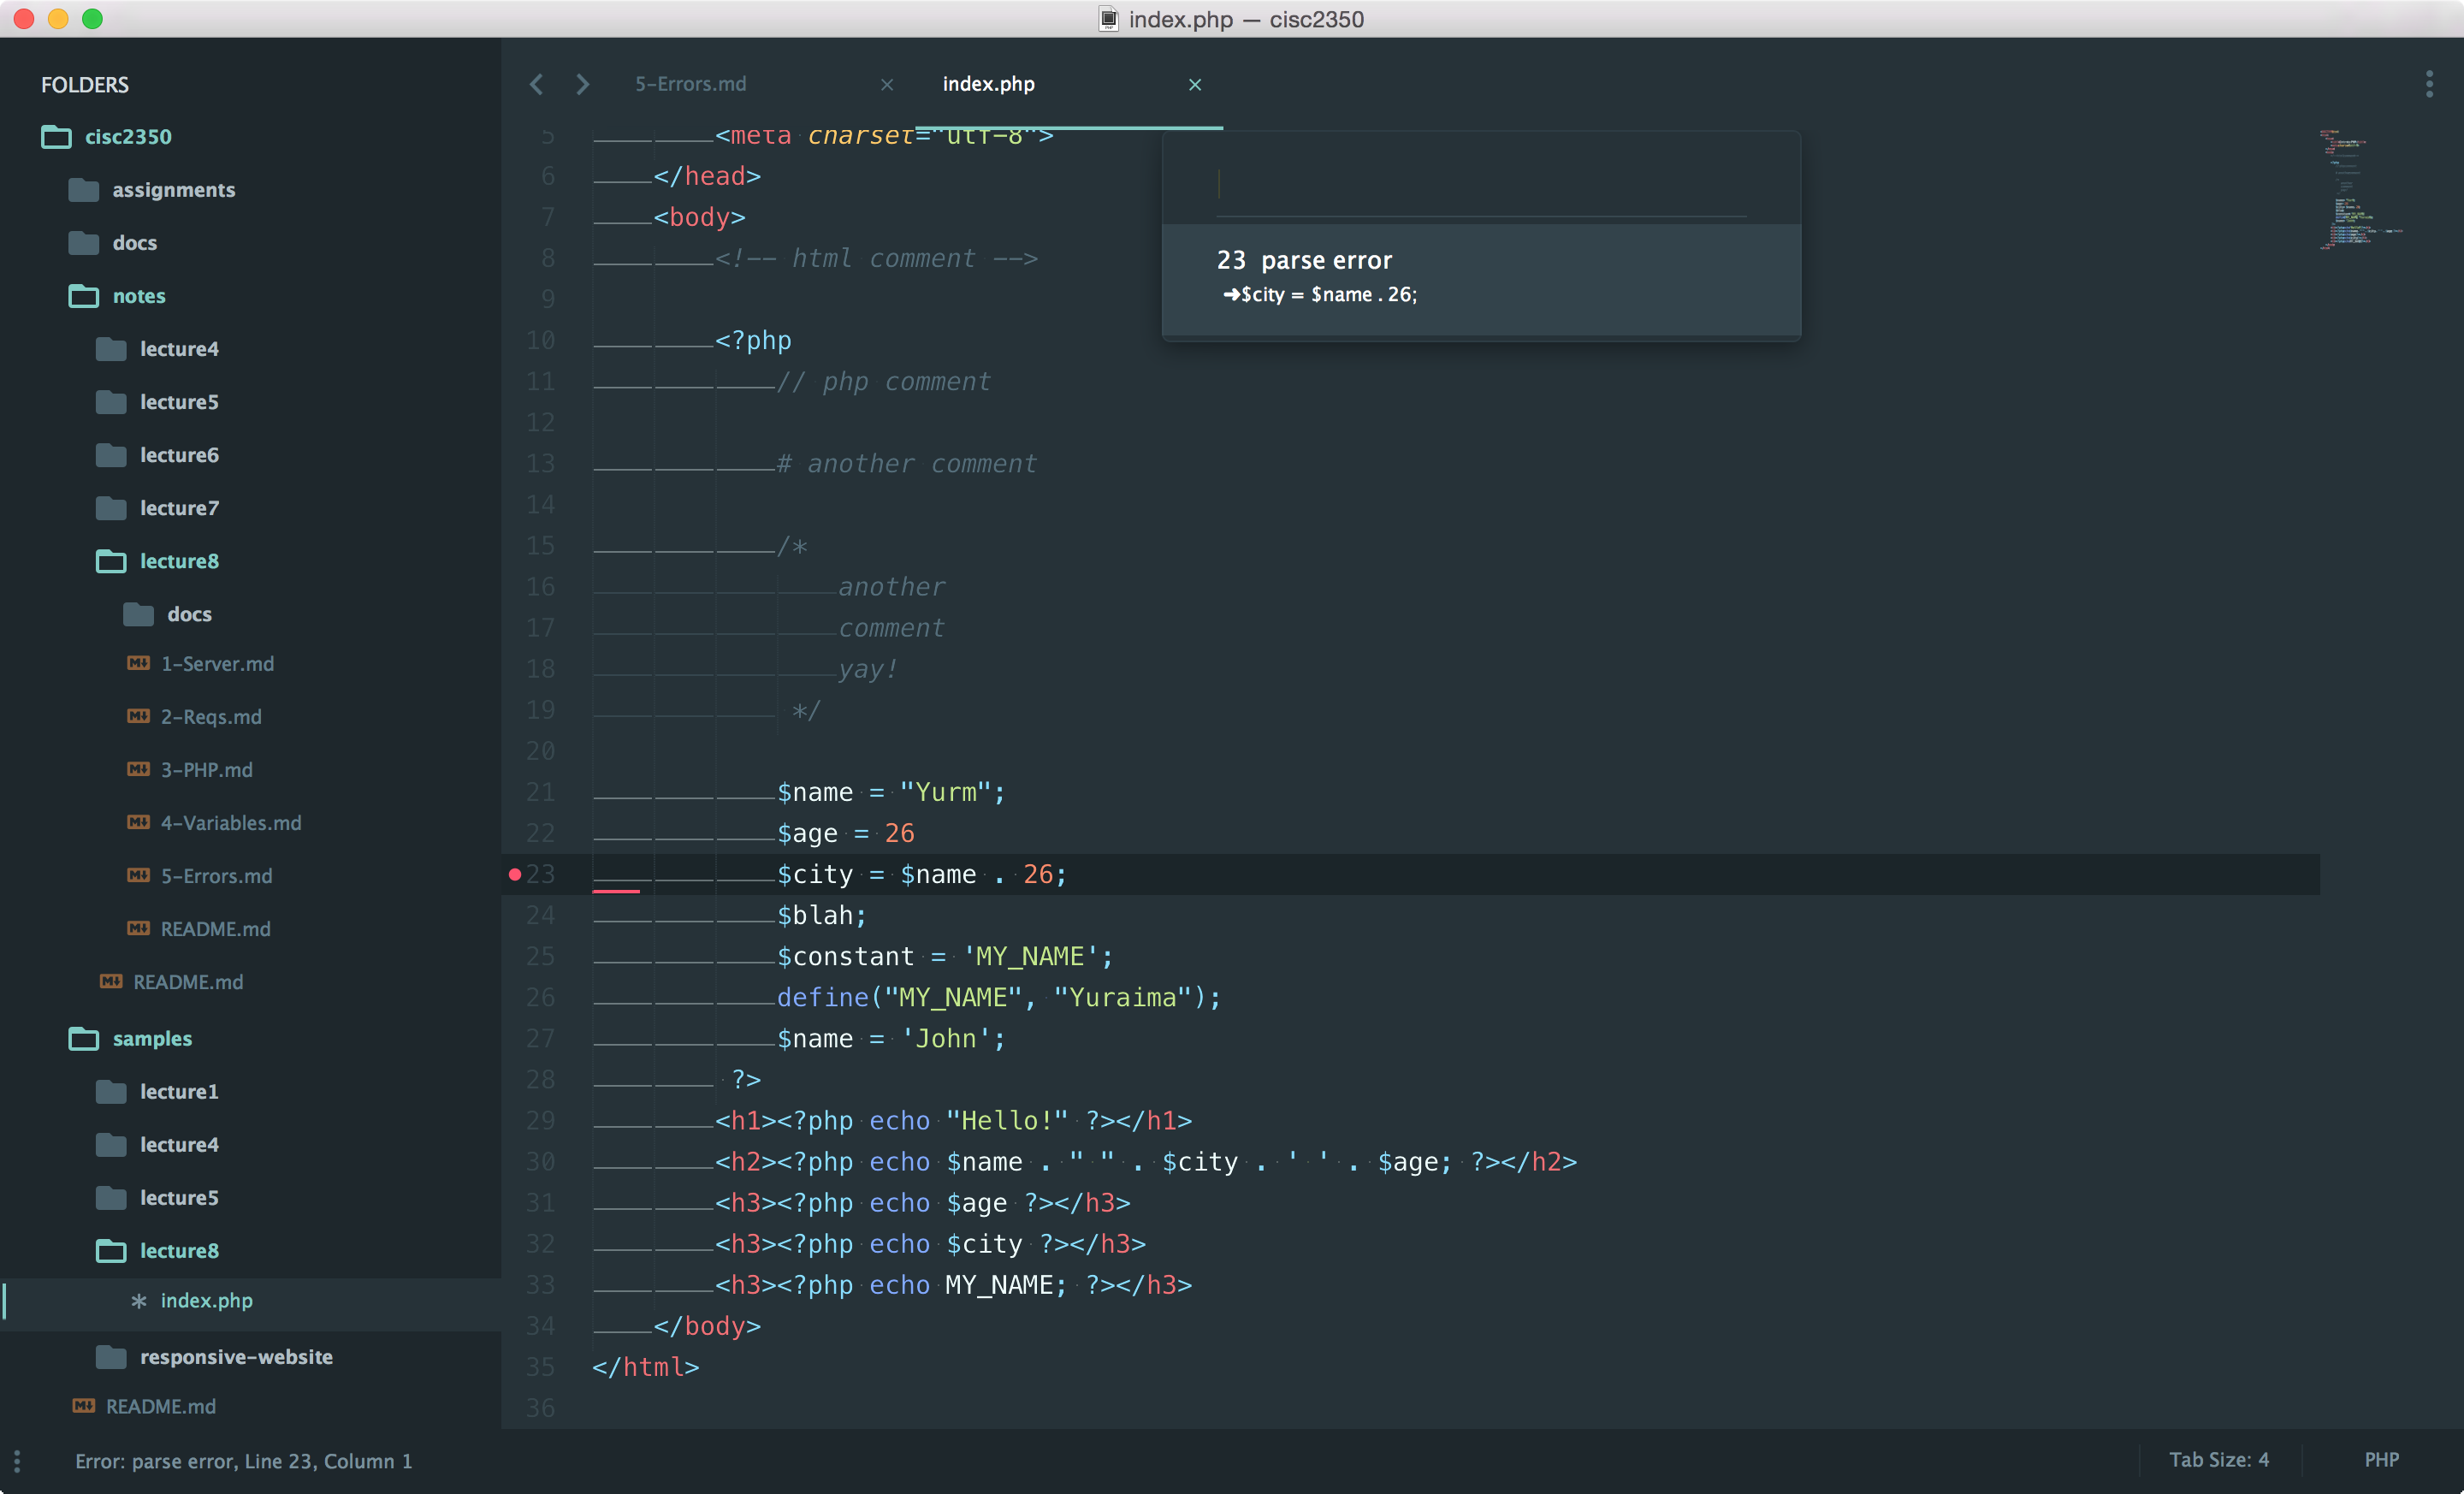 index.php — cisc2350
FOLDERS
cisc2350
assignments
docs
notes
lecture4
lecture5
lecture6
lecture7
lecture8
docs
1-Server.md
2-Reqs.md
3-PHP.md
4-Variables.md
5-Errors.md
README.md
README.md
samples
lecture1
lecture4
lecture5
lecture8
index.php
responsive-website
README.md
5-Errors.md
index.php
5 <meta charset="utf-8">
6 </head>
7 <body>
8 <!-- html comment -->
9
10 <?php
11 // php comment
12
13 # another comment
14
15 /*
16 another
17 comment
18 yay!
19 */
20
21 $name = "Yurm";
22 $age = 26
23 $city = $name . 26;
24 $blah;
25 $constant = 'MY_NAME';
26 define("MY_NAME", "Yuraima");
27 $name = 'John';
28 ?>
29 <h1><?php echo "Hello!" ?></h1>
30 <h2><?php echo $name . " " . $city . ' ' . $age; ?></h2>
31 <h3><?php echo $age ?></h3>
32 <h3><?php echo $city ?></h3>
33 <h3><?php echo MY_NAME; ?></h3>
34 </body>
35 </html>
36
23 parse error
➜$city = $name . 26;
Error: parse error, Line 23, Column 1
Tab Size: 4
PHP